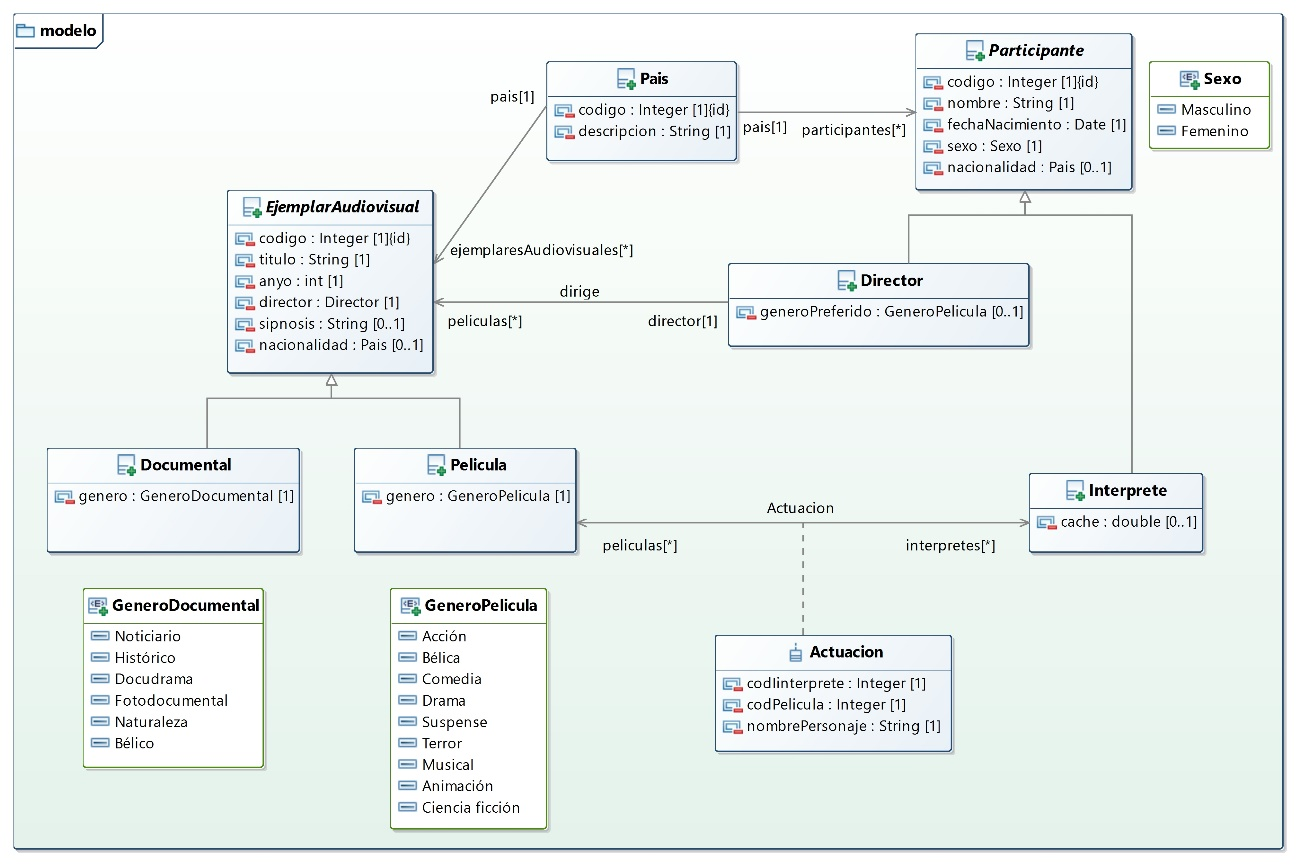 modelo
Pais
codigo : Integer [1]{id}
descripcion : String [1]
pais[1]
pais[1]
participantes[*]
Participante
codigo : Integer [1]{id}
nombre : String [1]
fechaNacimiento : Date [1]
sexo : Sexo [1]
nacionalidad : Pais [0..1]
Sexo
Masculino
Femenino
EjemplarAudiovisual
codigo : Integer [1]{id}
titulo : String [1]
anyo : int [1]
director : Director [1]
sipnosis : String [0..1]
nacionalidad : Pais [0..1]
ejemplaresAudiovisuales[*]
dirige
peliculas[*]
director[1]
Director
generoPreferido : GeneroPelicula [0..1]
Documental
genero : GeneroDocumental [1]
Pelicula
genero : GeneroPelicula [1]
Actuacion
peliculas[*]
interpretes[*]
Interprete
cache : double [0..1]
GeneroDocumental
Noticiario
Histórico
Docudrama
Fotodocumental
Naturaleza
Bélico
GeneroPelicula
Acción
Bélica
Comedia
Drama
Suspense
Terror
Musical
Animación
Ciencia ficción
Actuacion
codIinterprete : Integer [1]
codPelicula : Integer [1]
nombrePersonaje : String [1]